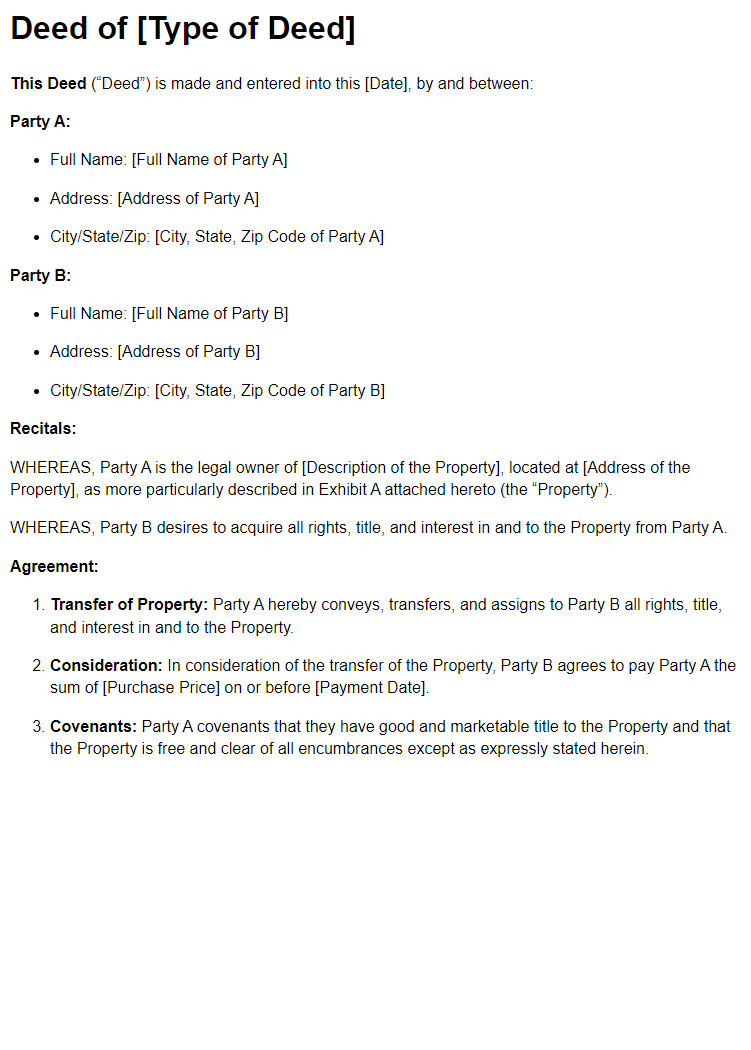 Deed of [Type of Deed]
This Deed (“Deed”) is made and entered into this [Date], by and between:
Party A:
• Full Name: [Full Name of Party A]
• Address: [Address of Party A]
• City/State/Zip: [City, State, Zip Code of Party A]
Party B:
• Full Name: [Full Name of Party B]
• Address: [Address of Party B]
• City/State/Zip: [City, State, Zip Code of Party B]
Recitals:
WHEREAS, Party A is the legal owner of [Description of the Property], located at [Address of the
Property], as more particularly described in Exhibit A attached hereto (the “Property”).
WHEREAS, Party B desires to acquire all rights, title, and interest in and to the Property from Party A.
Agreement:
1. Transfer of Property: Party A hereby conveys, transfers, and assigns to Party B all rights, title,
and interest in and to the Property.
2. Consideration: In consideration of the transfer of the Property, Party B agrees to pay Party A the
sum of [Purchase Price] on or before [Payment Date].
3. Covenants: Party A covenants that they have good and marketable title to the Property and that
the Property is free and clear of all encumbrances except as expressly stated herein.